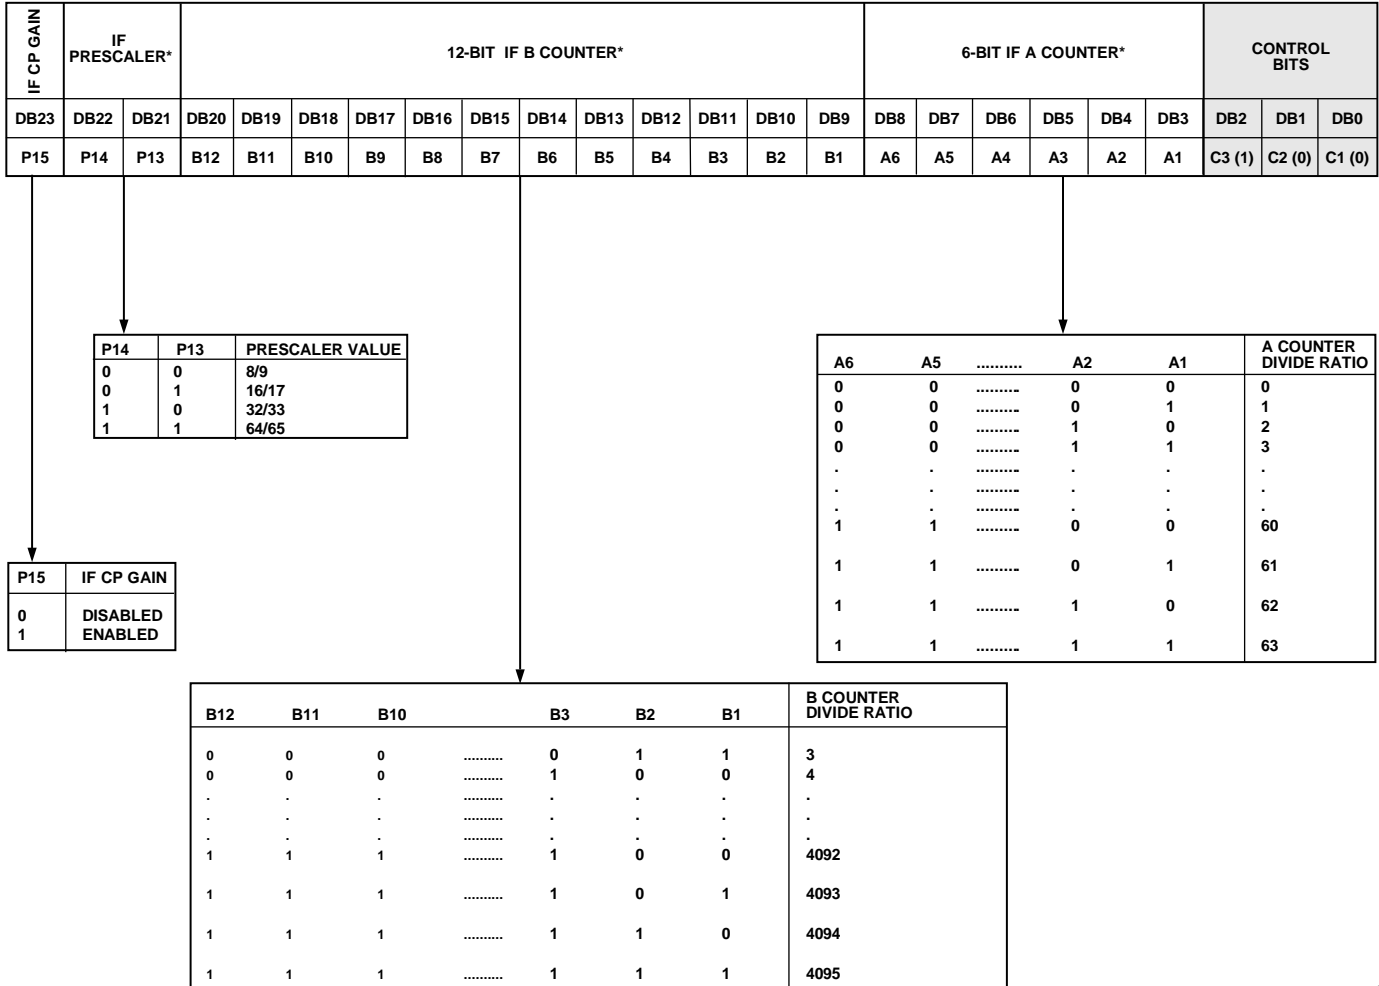 IF CP GAIN
IF
PRESCALER*
12-BIT IF B COUNTER*
6-BIT IF A COUNTER*
CONTROL
BITS
DB23 DB22 DB21 DB20 DB19 DB18 DB17 DB16 DB15 DB14 DB13 DB12 DB11 DB10 DB9 DB8 DB7 DB6 DB5 DB4 DB3 DB2 DB1 DB0
P15 P14 P13 B12 B11 B10 B9 B8 B7 B6 B5 B4 B3 B2 B1 A6 A5 A4 A3 A2 A1 C3 (1) C2 (0) C1 (0)
P14 P13 PRESCALER VALUE
0 0 8/9
0 1 16/17
1 0 32/33
1 1 64/65
A COUNTER
A6 A5 .......... A2 A1 DIVIDE RATIO
0 0 .......... 0 0 0
0 0 .......... 0 1 1
0 0 .......... 1 0 2
0 0 .......... 1 1 3
. . .......... . . .
. . .......... . . .
. . .......... . . .
1 1 .......... 0 0 60
1 1 .......... 0 1 61
1 1 .......... 1 0 62
1 1 .......... 1 1 63
P15 IF CP GAIN
0 DISABLED
1 ENABLED
B COUNTER
B12 B11 B10 B3 B2 B1 DIVIDE RATIO
0 0 0 .......... 0 1 1 3
0 0 0 .......... 1 0 0 4
. . . .......... . . . .
. . . .......... . . . .
. . . .......... . . . .
1 1 1 .......... 1 0 0 4092
1 1 1 .......... 1 0 1 4093
1 1 1 .......... 1 1 0 4094
1 1 1 .......... 1 1 1 4095